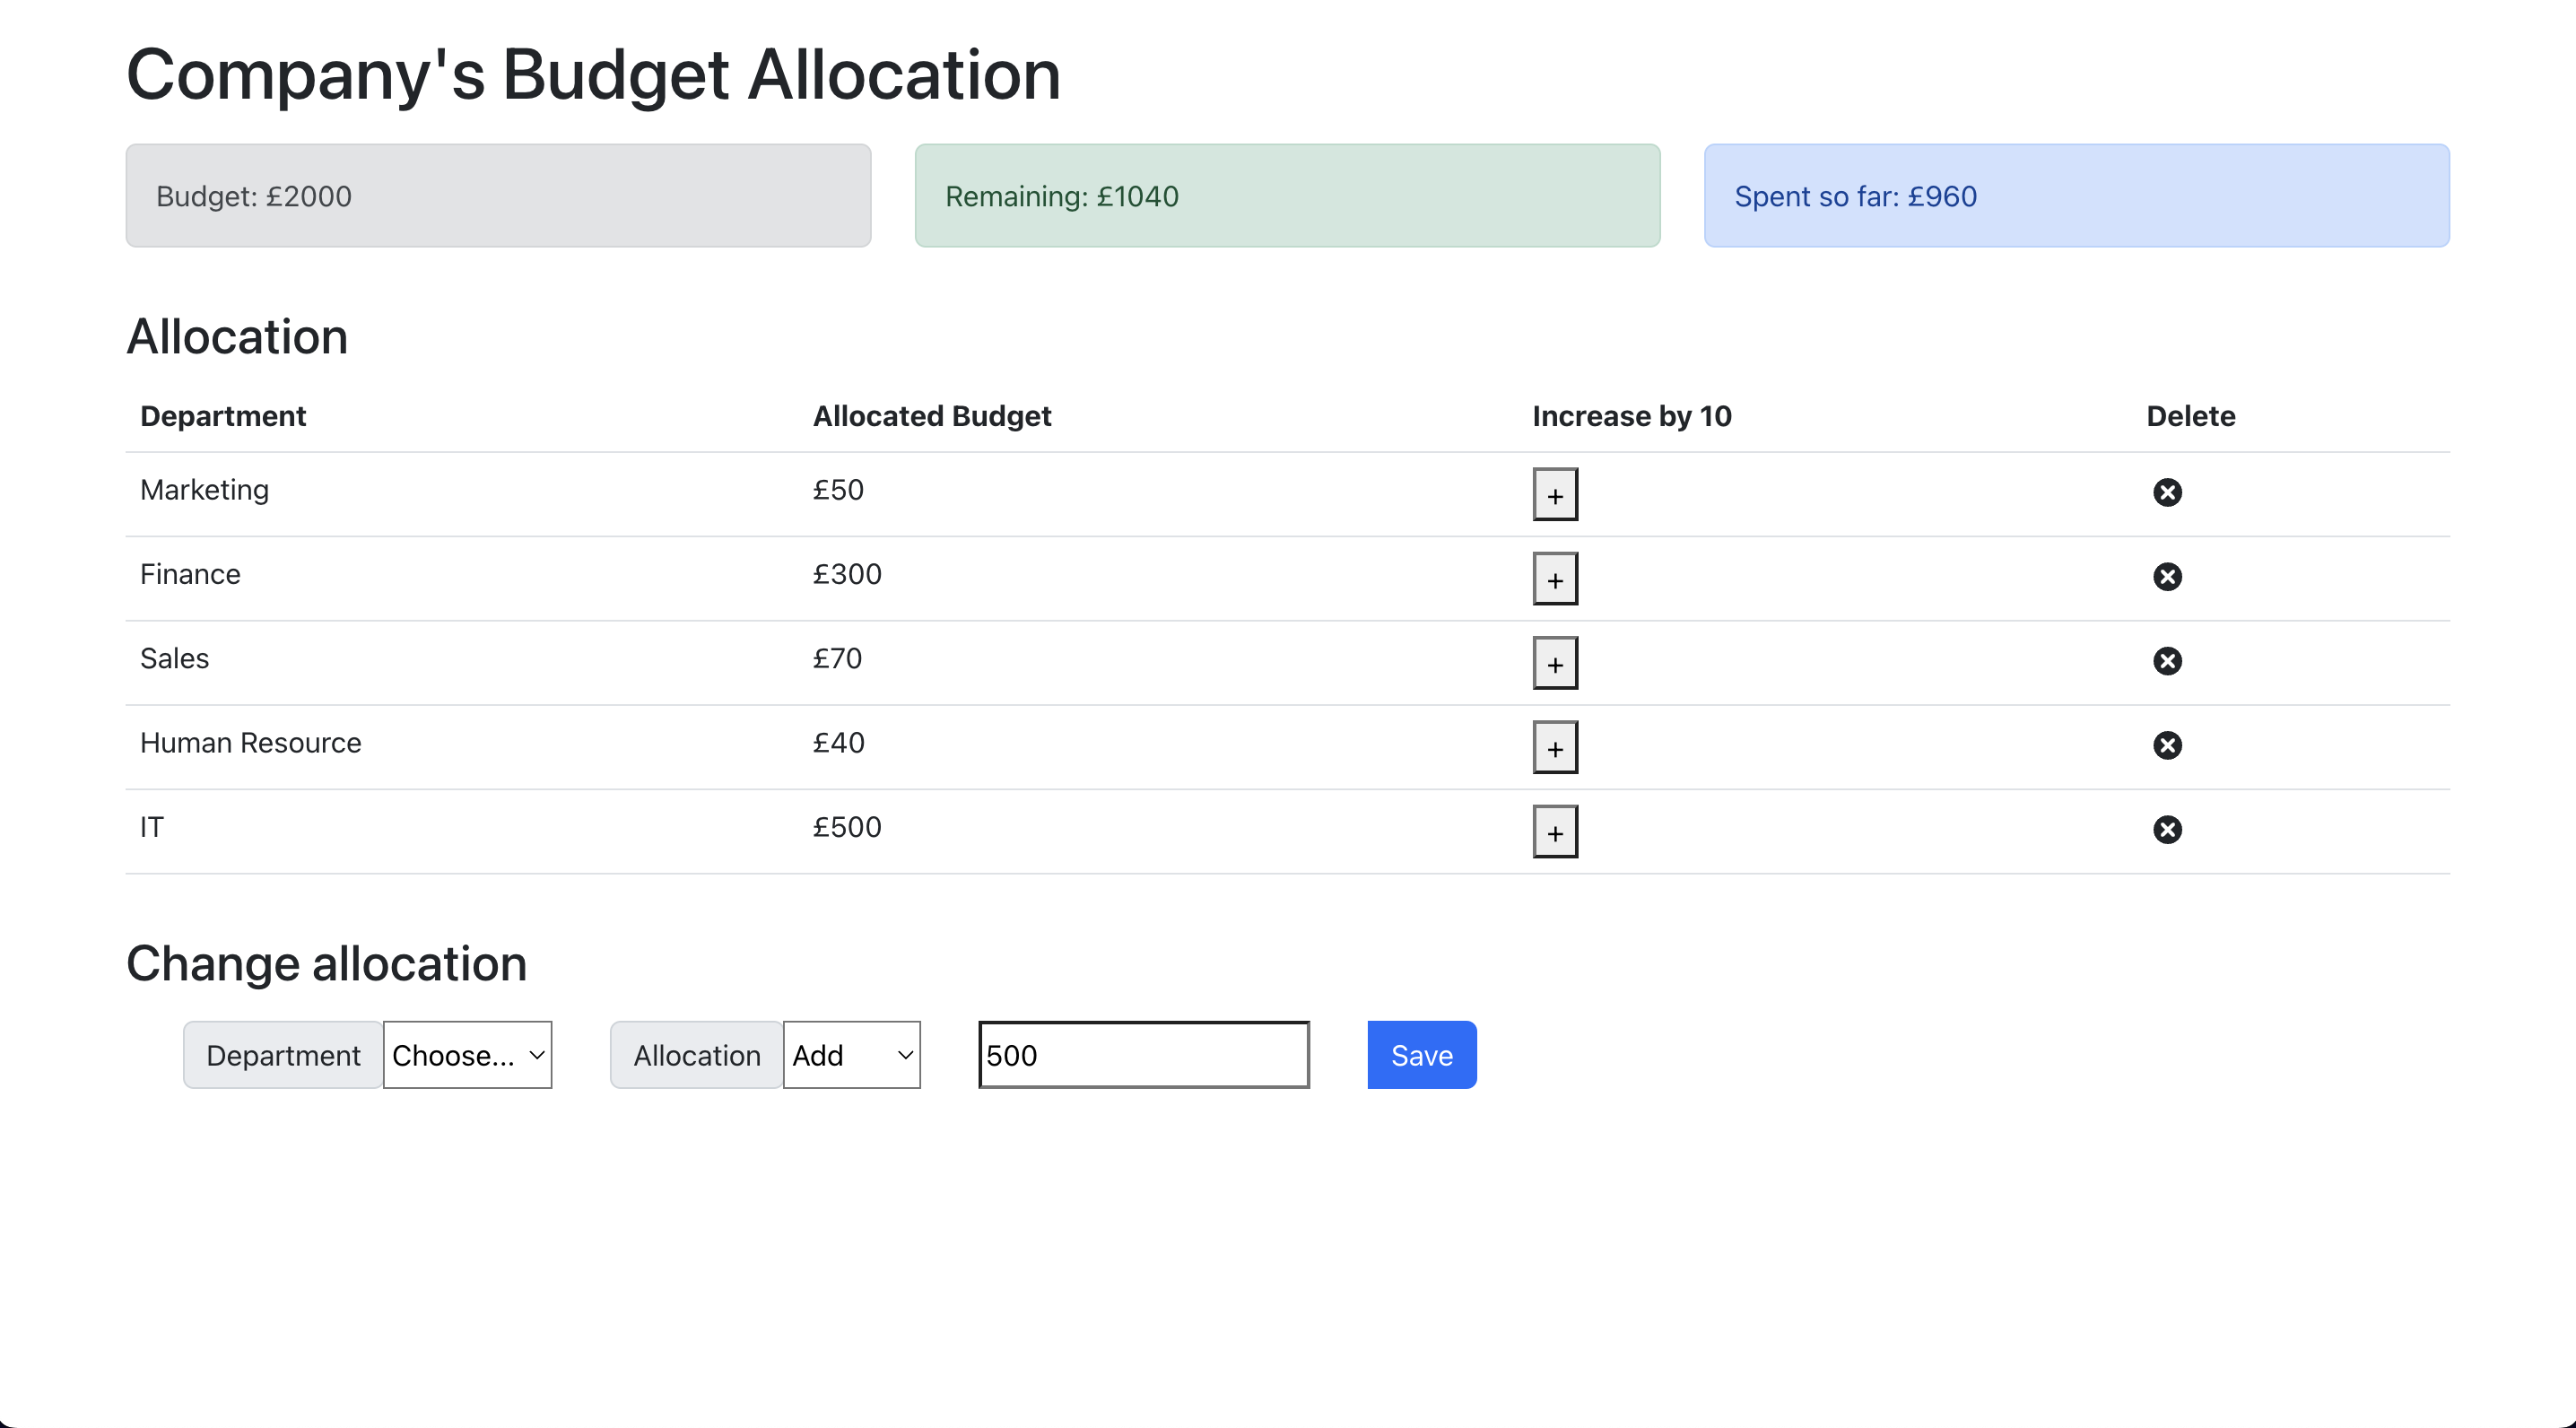 Company's Budget Allocation
Budget: £2000 Remaining: £1040 Spent so far: £960
Allocation
Department Allocated Budget Increase by 10 Delete
Marketing £50 +
Finance £300 +
Sales £70 +
Human Resource £40 +
IT £500 +
Change allocation
Department Choose... Allocation Add 500 Save